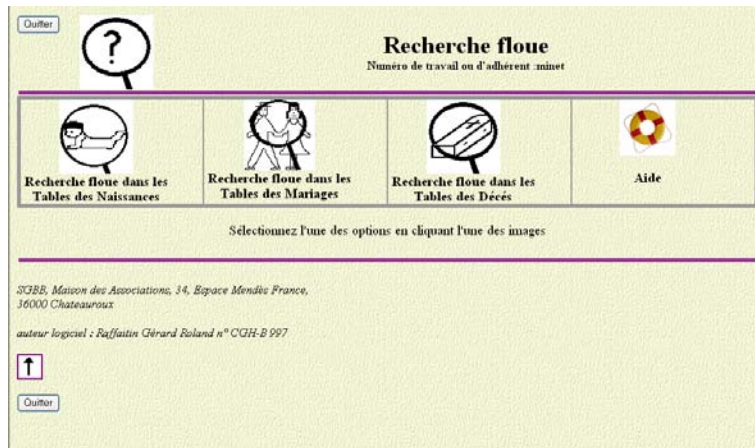 Quitter
?
Recherche floue
Numéro de travail ou d'adhérent :minet
Recherche floue dans les
Tables des Naissances
Recherche floue dans les
Tables des Mariages
Recherche floue dans les
Tables des Décés
Aide
Sélectionnez l'une des options en cliquant l'une des images
SGBB, Maison des Associations, 34, Espace Mendès France,
36000 Chateauroux
auteur logiciel : Raffaitin Gérard Roland n° CGH-B 997
Quitter